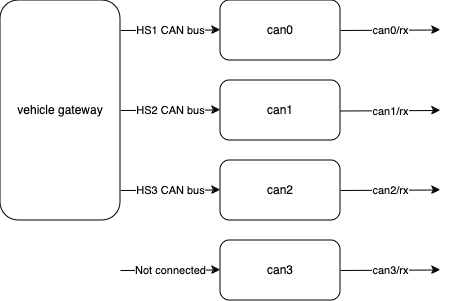 HS1 CAN bus
can0
can0/rx
vehicle gateway
HS2 CAN bus
can1
can1/rx
HS3 CAN bus
can2
can2/rx
Not connected
can3
can3/rx